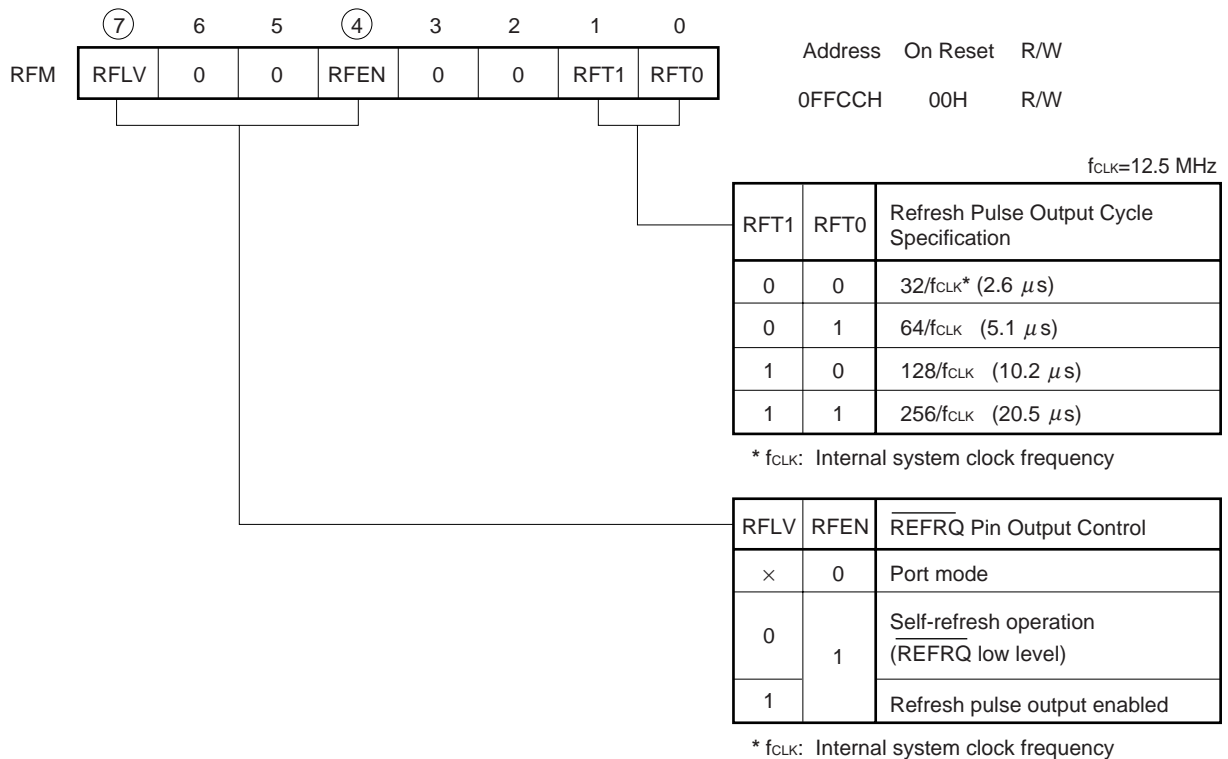 7 6 5 4 3 2 1 0
RFM RFLV 0 0 RFEN 0 0 RFT1 RFT0
Address On Reset R/W
0FFCCH 00H R/W
fCLK=12.5 MHz
RFT1 RFT0 Refresh Pulse Output Cycle
Specification
0 0 32/fCLK* (2.6 μs)
0 1 64/fCLK (5.1 μs)
1 0 128/fCLK (10.2 μs)
1 1 256/fCLK (20.5 μs)
* fCLK: Internal system clock frequency
RFLV RFEN REFRQ Pin Output Control
× 0 Port mode
0 1 Self-refresh operation
(REFRQ low level)
1 Refresh pulse output enabled
* fCLK: Internal system clock frequency